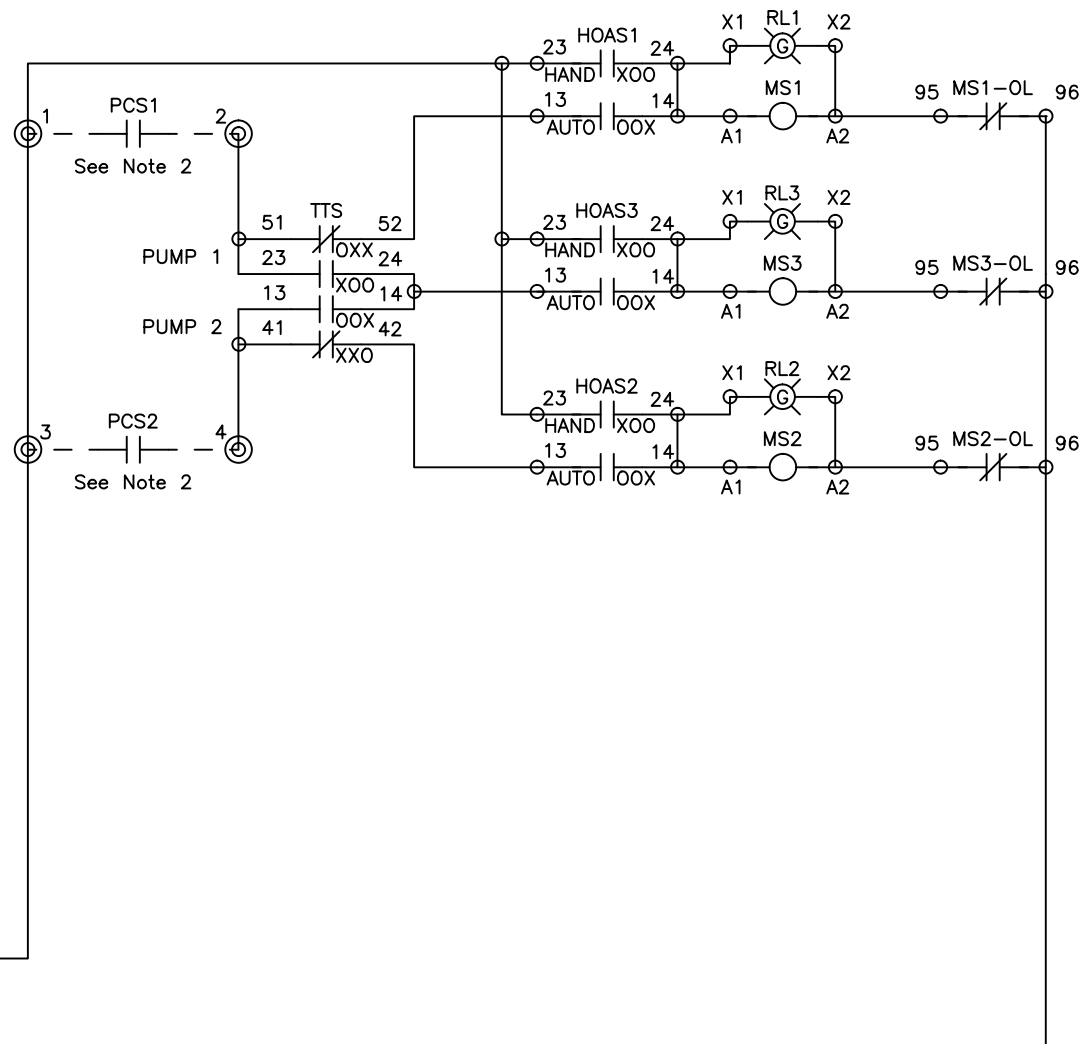 X1 RL1 X2
G
23 HOAS1 24
HAND XOO
13 14
AUTO OOX
MS1
A1 A2
95 MS1-OL 96
1 PCS1 2
See Note 2
51 TTS 52
OXX
PUMP 1
23 24
XOO
13 14
OOX
PUMP 2
41 42
XXO
X1 RL3 X2
G
23 HOAS3 24
HAND XOO
13 14
AUTO OOX
MS3
A1 A2
95 MS3-OL 96
X1 RL2 X2
G
23 HOAS2 24
HAND XOO
13 14
AUTO OOX
MS2
A1 A2
95 MS2-OL 96
3 PCS2 4
See Note 2